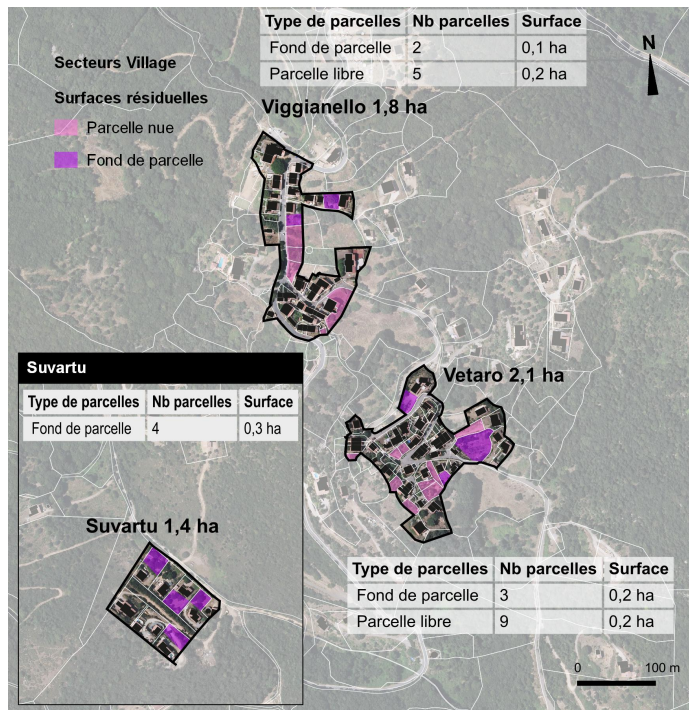 Type de parcelles Nb parcelles Surface
Fond de parcelle 2 0,1 ha
Parcelle libre 5 0,2 ha
N
Secteurs Village
Surfaces résiduelles
Parcelle nue
Fond de parcelle
Viggianello 1,8 ha
Vetaro 2,1 ha
Suvartu
Type de parcelles Nb parcelles Surface
Fond de parcelle 4 0,3 ha
Suvartu 1,4 ha
Type de parcelles Nb parcelles Surface
Fond de parcelle 3 0,2 ha
Parcelle libre 9 0,2 ha
0 100 m